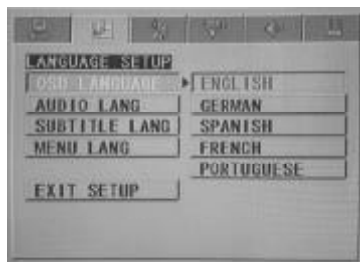 LANGUAGE SETUP
OSD LANGUAGE
ENGLISH
AUDIO LANG
GERMAN
SUBTITLE LANG
SPANISH
MENU LANG
FRENCH
PORTUGUESE
EXIT SETUP